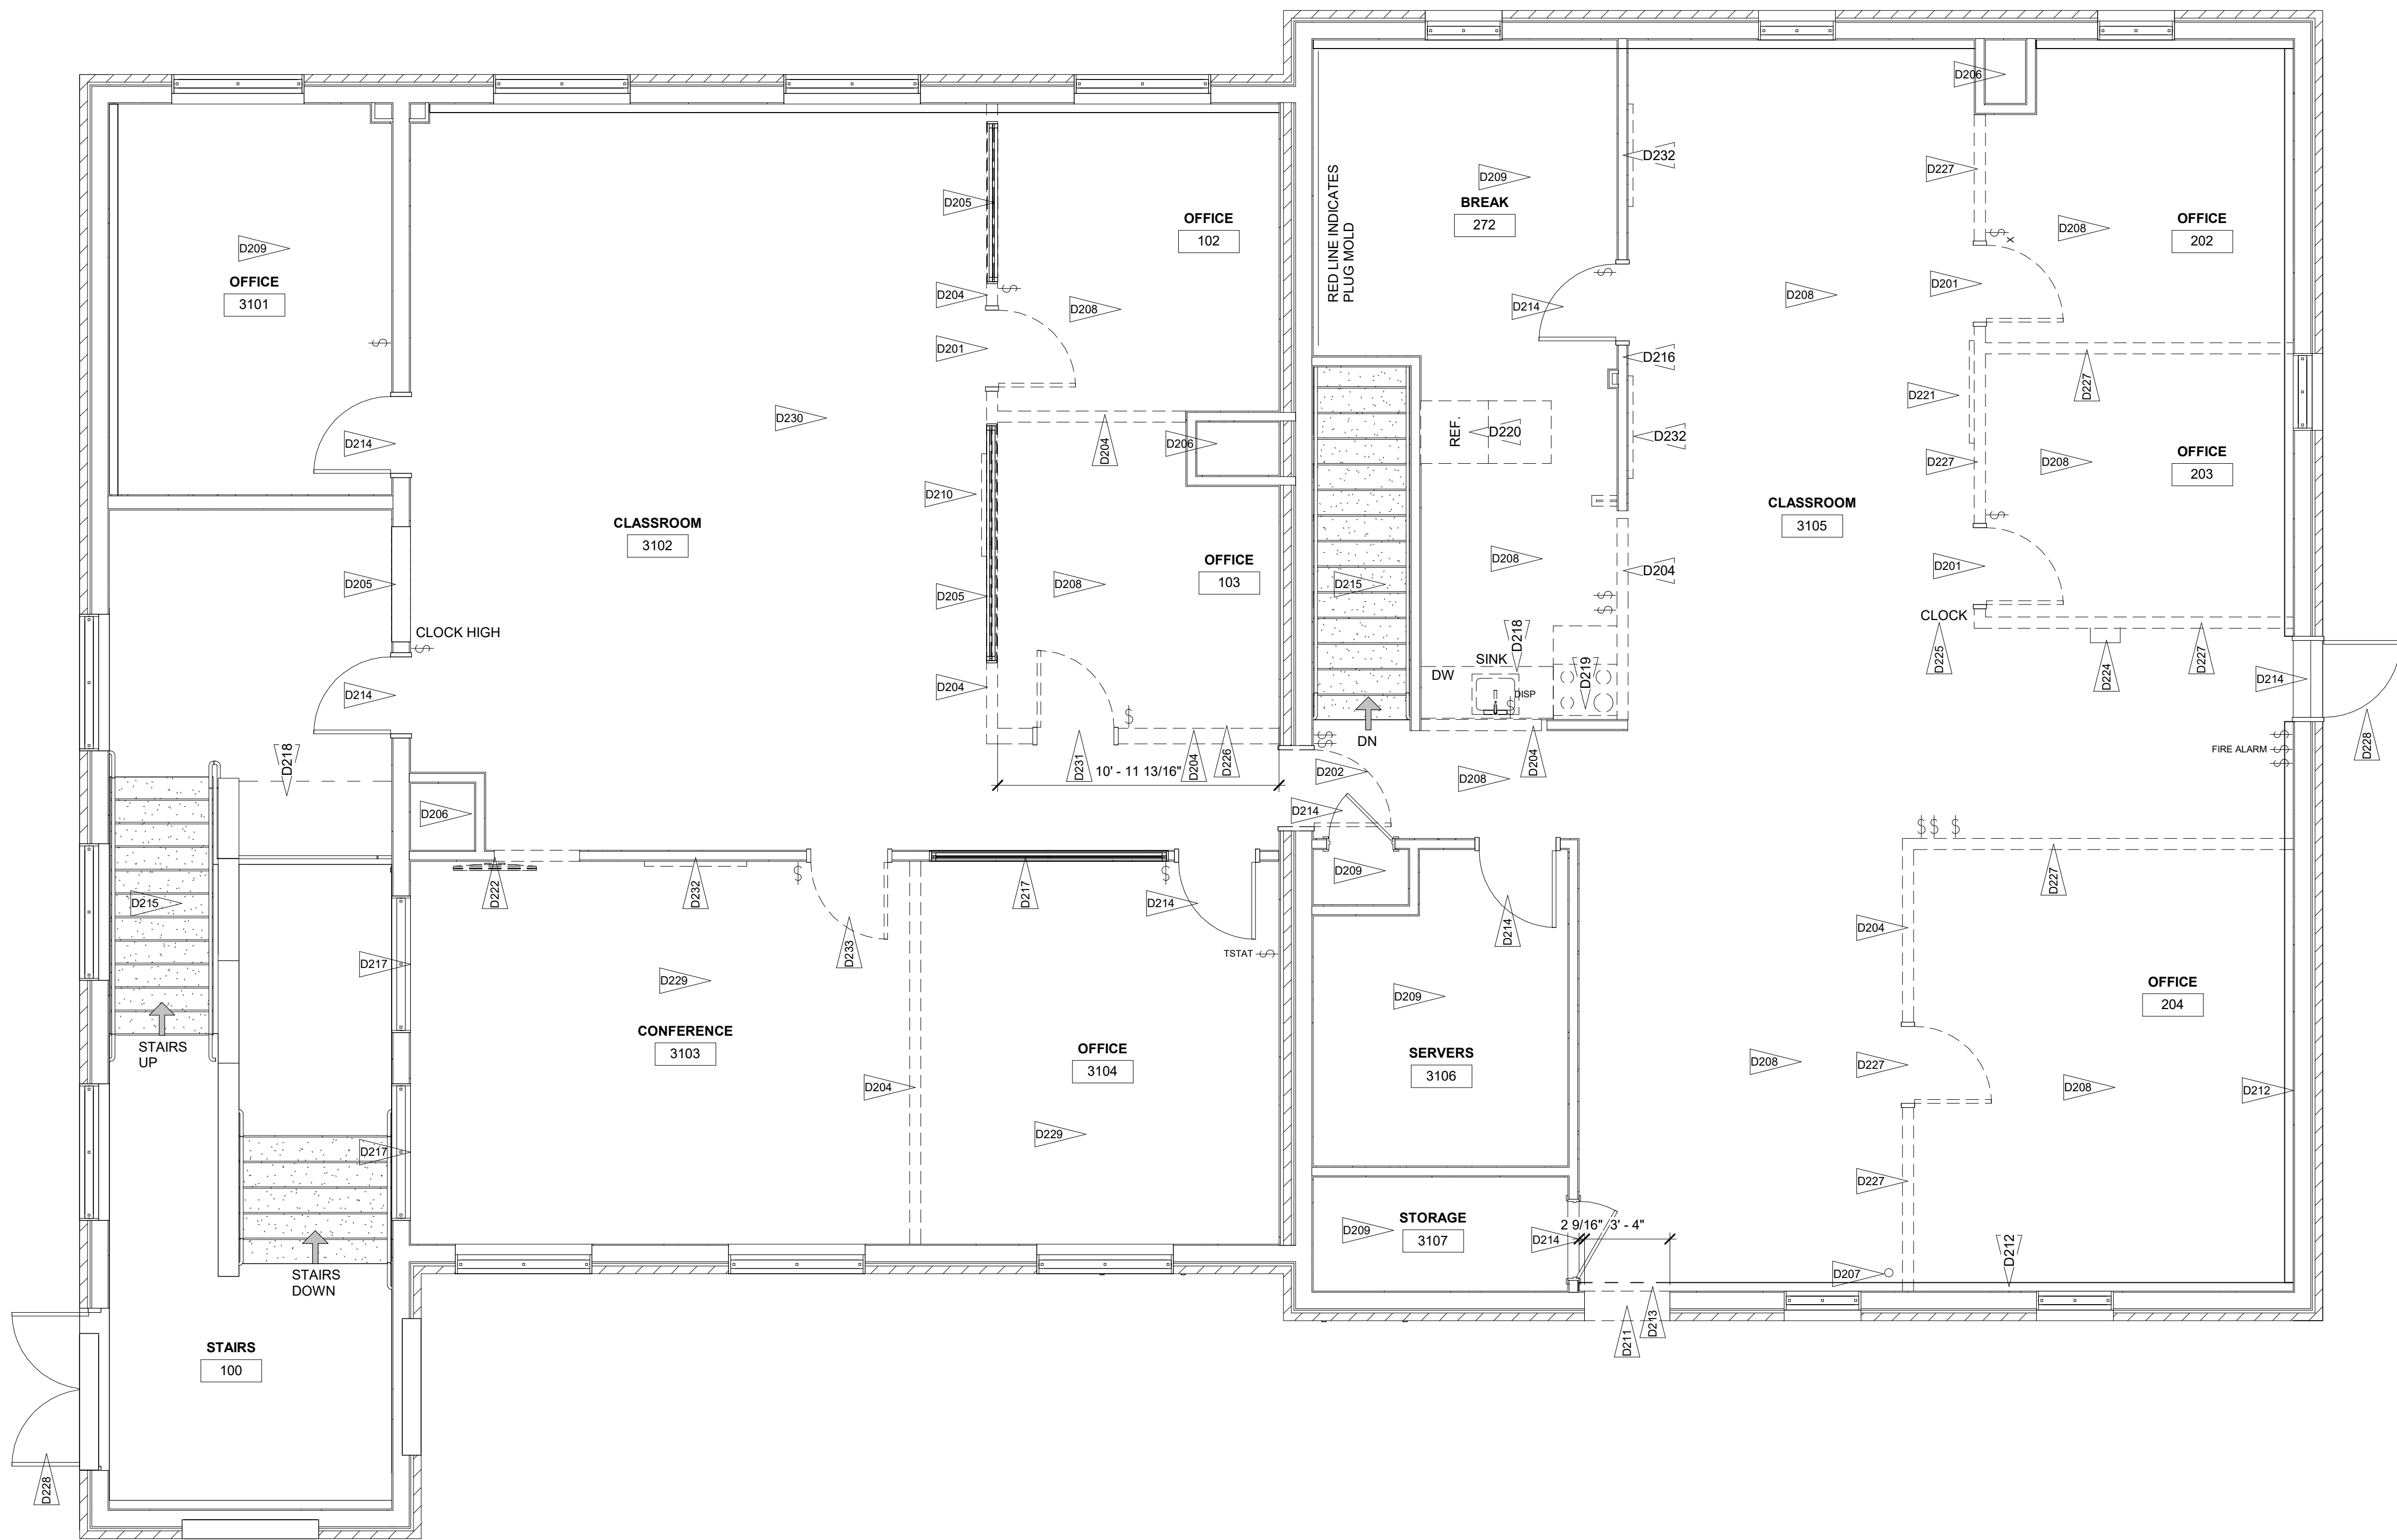 D206
D232
D227
D209
BREAK
272
RED LINE INDICATES
PLUG MOLD
D205
OFFICE
102
D208
x
OFFICE
202
D209
OFFICE
3101
D204
D208
D214
D208
D201
D201
D216
D227
D221
D230
D214
D204
D206
REF.
D220
D232
D227
D208
OFFICE
203
D210
CLASSROOM
3102
CLASSROOM
3105
D205
D205
D208
OFFICE
103
D215
D208
D204
D201
CLOCK HIGH
CLOCK
D218
SINK
DW
DISP
D219
D225
D224
D227
D214
D214
D204
D218
D231
10' - 11 13/16"
D204
D226
DN
D202
D208
D204
FIRE ALARM
D228
D206
D214
D215
D222
D232
D233
D217
D214
D209
D214
D227
D204
TSTAT
D217
D229
D209
OFFICE
204
STAIRS
UP
CONFERENCE
3103
OFFICE
3104
SERVERS
3106
D204
D208
D227
D208
D212
D217
D229
D227
STORAGE
3107
D209
D214
2 9/16"
3' - 4"
D207
D212
STAIRS
DOWN
D211
D213
STAIRS
100
D228